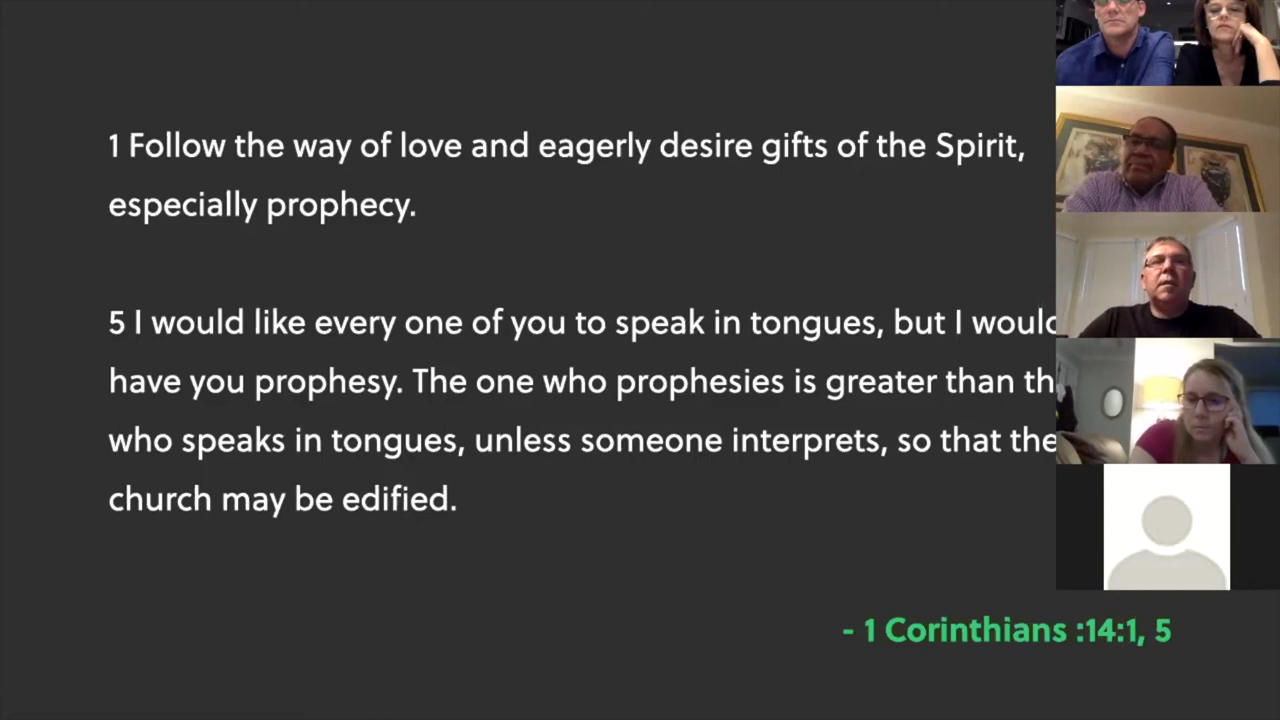 1 Follow the way of love and eagerly desire gifts of the Spirit,
especially prophecy.
5 I would like every one of you to speak in tongues, but I would
have you prophesy. The one who prophesies is greater than
who speaks in tongues, unless someone interprets, so that the
church may be edified.
- 1 Corinthians :14:1, 5